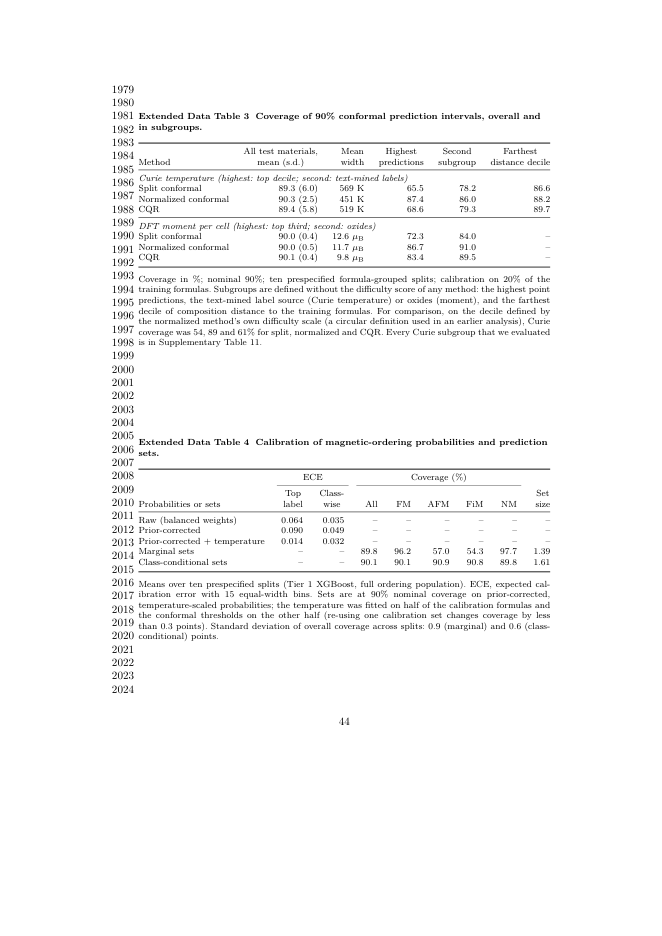 1979
1980
1981 Extended Data Table 3 Coverage of 90% conformal prediction intervals, overall and
1982 in subgroups.
1983
1984 All test materials, Mean Highest Second Farthest
1985 Method mean (s.d.) width predictions subgroup distance decile
1986 Curie temperature (highest: top decile; second: text-mined labels)
Split conformal 89.3 (6.0) 569 K 65.5 78.2 86.6
1987 Normalized conformal 90.3 (2.5) 451 K 87.4 86.0 88.2
1988 CQR 89.4 (5.8) 519 K 68.6 79.3 89.7
1989 DFT moment per cell (highest: top third; second: oxides)
1990 Split conformal 90.0 (0.4) 12.6 μB 72.3 84.0 –
1991 Normalized conformal 90.0 (0.5) 11.7 μB 86.7 91.0 –
1992 CQR 90.1 (0.4) 9.8 μB 83.4 89.5 –
1993 Coverage in %; nominal 90%; ten prespecified formula-grouped splits; calibration on 20% of the
1994 training formulas. Subgroups are defined without the difficulty score of any method: the highest point
1995 predictions, the text-mined label source (Curie temperature) or oxides (moment), and the farthest
1996 decile of composition distance to the training formulas. For comparison, on the decile defined by
1997 the normalized method's own difficulty scale (a circular definition used in an earlier analysis), Curie
1998 coverage was 54, 89 and 61% for split, normalized and CQR. Every Curie subgroup that we evaluated
is in Supplementary Table 11.
1999
2000
2001
2002
2003
2004
2005 Extended Data Table 4 Calibration of magnetic-ordering probabilities and prediction
2006 sets.
2007
2008 ECE Coverage (%)
2009 Top Class- Set
2010 Probabilities or sets label wise All FM AFM FiM NM size
2011 Raw (balanced weights) 0.064 0.035 – – – – – –
2012 Prior-corrected 0.090 0.049 – – – – – –
2013 Prior-corrected + temperature 0.014 0.032 – – – – – –
2014 Marginal sets – – 89.8 96.2 57.0 54.3 97.7 1.39
2015 Class-conditional sets – – 90.1 90.1 90.9 90.8 89.8 1.61
2016 Means over ten prespecified splits (Tier 1 XGBoost, full ordering population). ECE, expected cal-
2017 ibration error with 15 equal-width bins. Sets are at 90% nominal coverage on prior-corrected,
2018 temperature-scaled probabilities; the temperature was fitted on half of the calibration formulas and
the conformal thresholds on the other half (re-using one calibration set changes coverage by less
2019 than 0.3 points). Standard deviation of overall coverage across splits: 0.9 (marginal) and 0.6 (class-
2020 conditional) points.
2021
2022
2023
2024
44